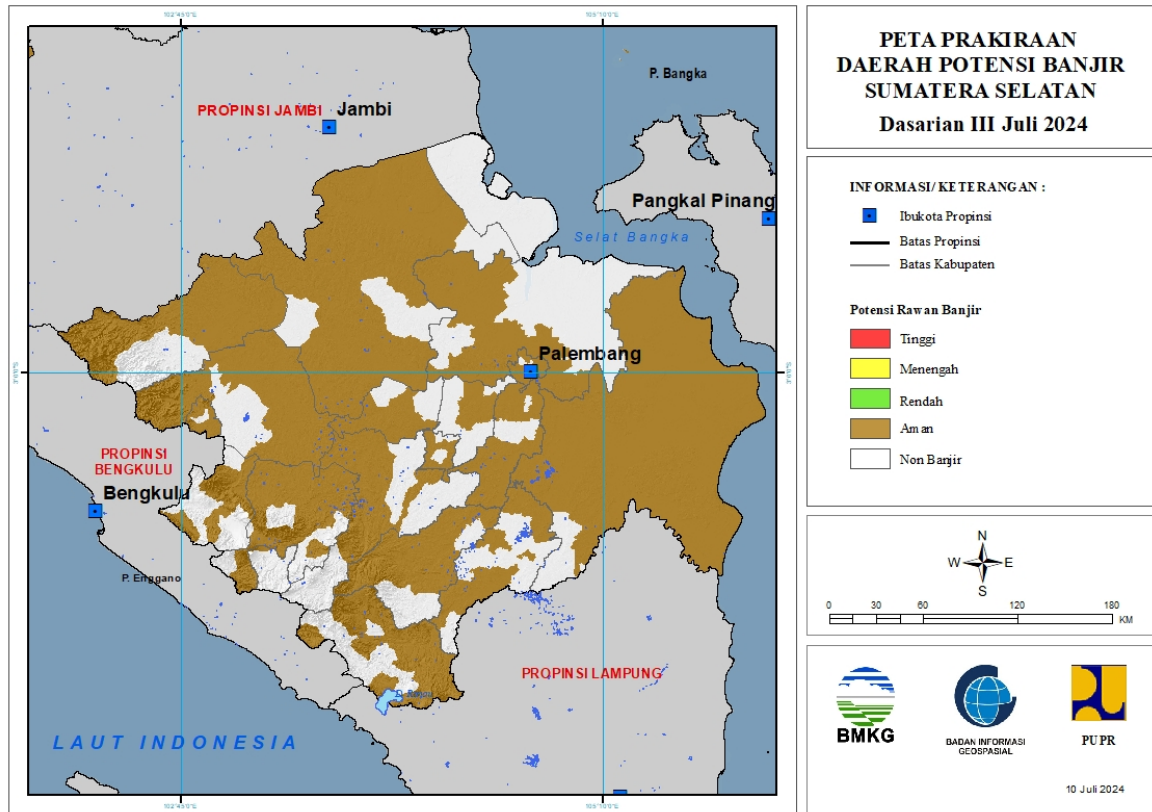 PETA PRAKIRAAN
DAERAH POTENSI BANJIR
SUMATERA SELATAN
Dasarian III Juli 2024
INFORMASI/ KETERANGAN :
Ibukota Propinsi
Batas Propinsi
Batas Kabupaten
Potensi Rawan Banjir
Tinggi
Menengah
Rendah
Aman
Non Banjir
N
W E
S
0 30 60 120 180
KM
BMKG
BADAN INFORMASI
GEOSPASIAL
PUPR
10 Juli 2024
P. Bangka
PROPINSI JAMBI
Jambi
Pangkal Pinang
Selat Bangka
Palembang
PROPINSI
BENGKULU
Bengkulu
P. Enggano
PROPINSI LAMPUNG
D. Ranau
LAUT INDONESIA